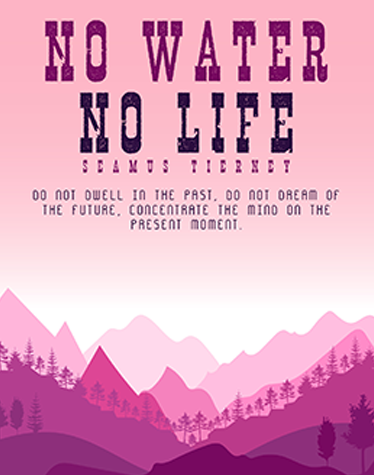 NO WATER
NO LIFE
SEAMUS TIERNEY
DO NOT DWELL IN THE PAST, DO NOT DREAM OF
THE FUTURE, CONCENTRATE THE MIND ON THE
PRESENT MOMENT.